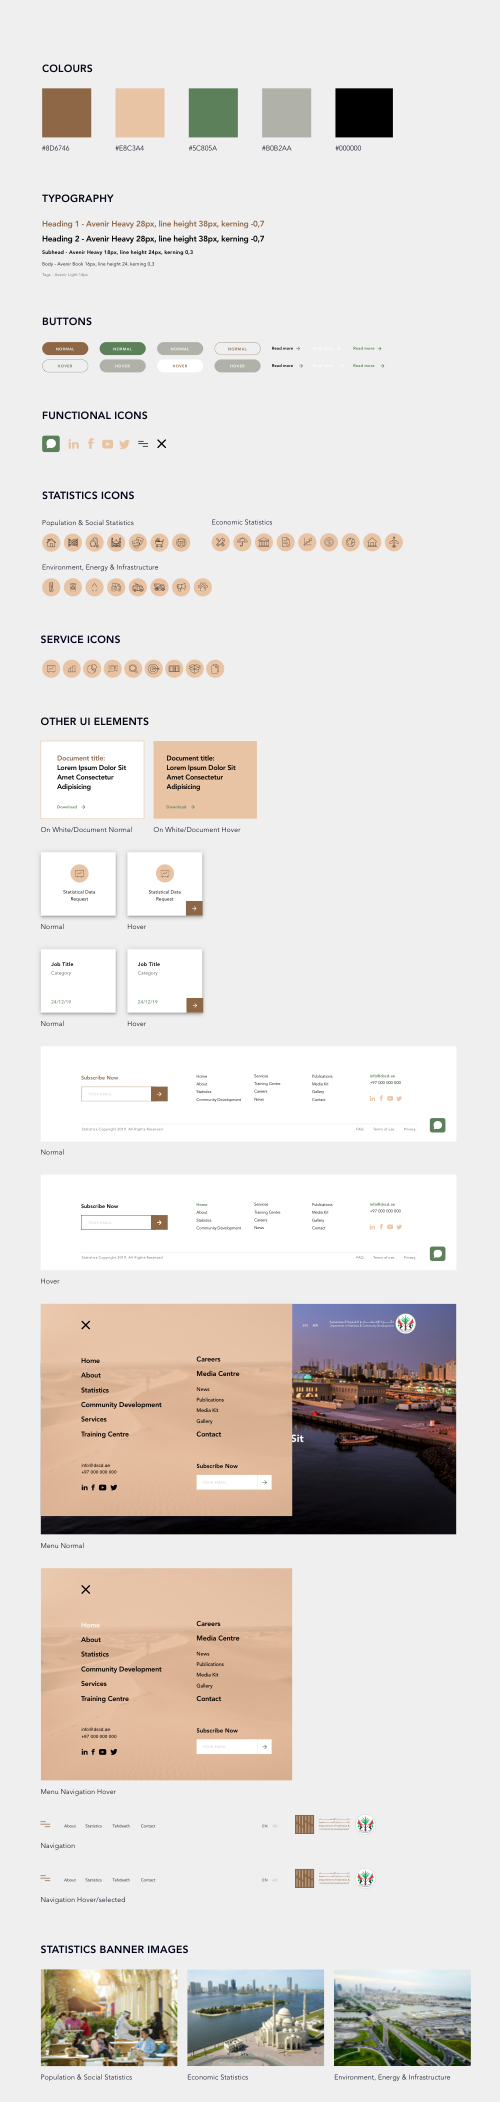 COLOURS
#8D6746
#E8C3A4
#5C805A
#B0B2AA
#000000
TYPOGRAPHY
Heading 1 - Avenir Heavy 28px, line height 38px, kerning -0,7
Heading 2 - Avenir Heavy 28px, line height 38px, kerning -0,7
Subhead - Avenir Heavy 18px, line height 24px, kerning 0,3
Body - Avenir Book 16px, line height 24, kerning 0,3
Tags - Avenir Light 14px
BUTTONS
NORMAL NORMAL NORMAL NORMAL Read more → Read more → Read more →
HOVER HOVER HOVER HOVER Read more → Read more →
FUNCTIONAL ICONS
STATISTICS ICONS
Population & Social Statistics
Economic Statistics
Environment, Energy & Infrastructure
SERVICE ICONS
OTHER UI ELEMENTS
Document title:
Lorem Ipsum Dolor Sit
Amet Consectetur
Adipisicing
Download →
On White/Document Normal
Document title:
Lorem Ipsum Dolor Sit
Amet Consectetur
Adipisicing
Download →
On White/Document Hover
Statistical Data
Request
Normal
Statistical Data
Request
Hover
Job Title
Category
24/12/19
Normal
Job Title
Category
24/12/19
Hover
Subscribe Now
YOUR EMAIL
Home
About
Statistics
Community Development
Services
Training Centre
Careers
News
Publications
Media Kit
Gallery
Contact
info@dscd.ae
+97 000 000 000
Statistics Copyright 2019. All Rights Reserved
FAQ Terms of use Privacy
Normal
Subscribe Now
YOUR EMAIL
Home
About
Statistics
Community Development
Services
Training Centre
Careers
News
Publications
Media Kit
Gallery
Contact
info@dscd.ae
+97 000 000 000
Statistics Copyright 2019. All Rights Reserved
FAQ Terms of use Privacy
Hover
Home
About
Statistics
Community Development
Services
Training Centre
info@dscd.ae
+97 000 000 000
Careers
Media Centre
News
Publications
Media Kit
Gallery
Contact
Subscribe Now
YOUR EMAIL
EN AR
Department of Statistics & Community Development
Sit
Menu Normal
Home
About
Statistics
Community Development
Services
Training Centre
info@dscd.ae
+97 000 000 000
Careers
Media Centre
News
Publications
Media Kit
Gallery
Contact
Subscribe Now
YOUR EMAIL
Menu Navigation Hover
About Statistics Contact
EN AR
Navigation
About Statistics Contact
EN AR
Navigation Hover/selected
STATISTICS BANNER IMAGES
Population & Social Statistics
Economic Statistics
Environment, Energy & Infrastructure